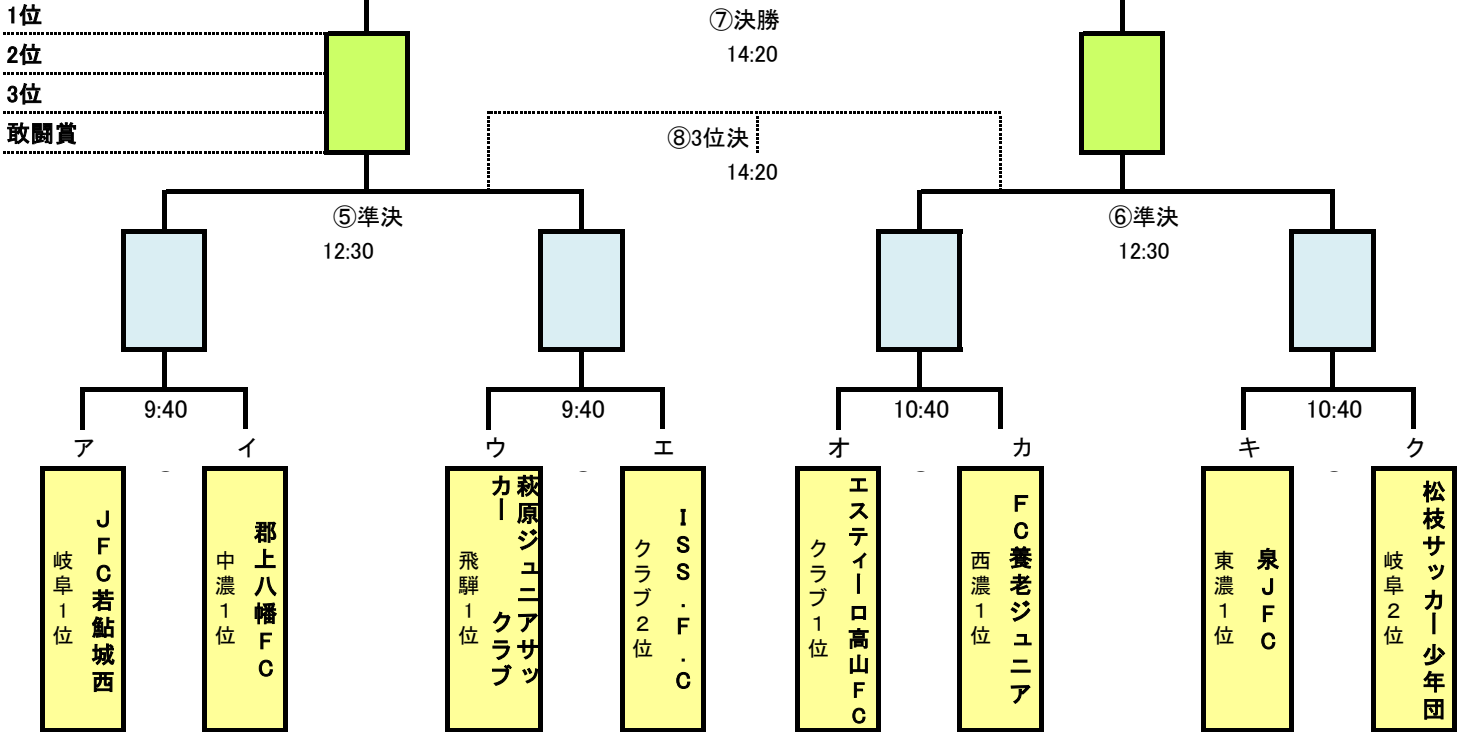 1位
2位
3位
敢闘賞
⑦決勝
14:20
⑧3位決
14:20
⑤準決
12:30
⑥準決
12:30
9:40
9:40
10:40
10:40
ア
イ
ウ
エ
オ
カ
キ
ク
JFC若鮎城西
岐阜1位
郡上八幡FC
中濃1位
萩原ジュニアサッ
カー クラブ
飛騨1位
ISS.F.C
クラブ2位
エスティーロ高山FC
クラブ1位
FC養老ジュニア
西濃1位
泉JFC
東濃1位
松枝サッカー少年団
岐阜2位